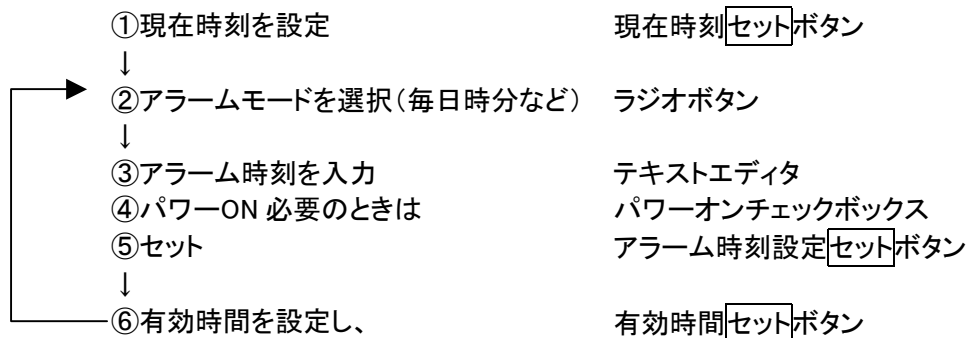 ①現在時刻を設定 現在時刻セットボタン
↓
②アラームモードを選択(毎日時分など) ラジオボタン
↓
③アラーム時刻を入力 テキストエディタ
④パワーON 必要のときは パワーオンチェックボックス
⑤セット アラーム時刻設定セットボタン
↓
⑥有効時間を設定し、 有効時間セットボタン